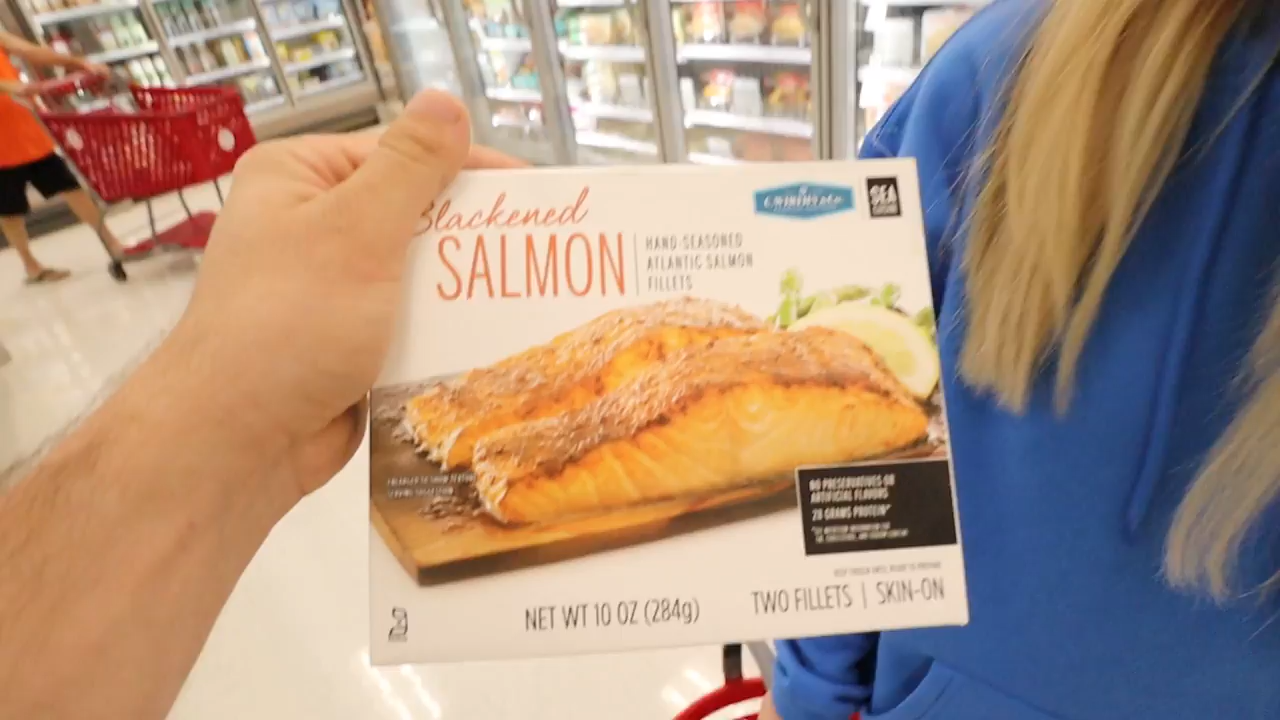 Blackened
SALMON
HAND-SEASONED
ATLANTIC SALMON
FILLETS
SEA
NO PRESERVATIVES OR
ARTIFICIAL FLAVORS
28 GRAMS PROTEIN*
NET WT 10 OZ (284g)
TWO FILLETS | SKIN-ON